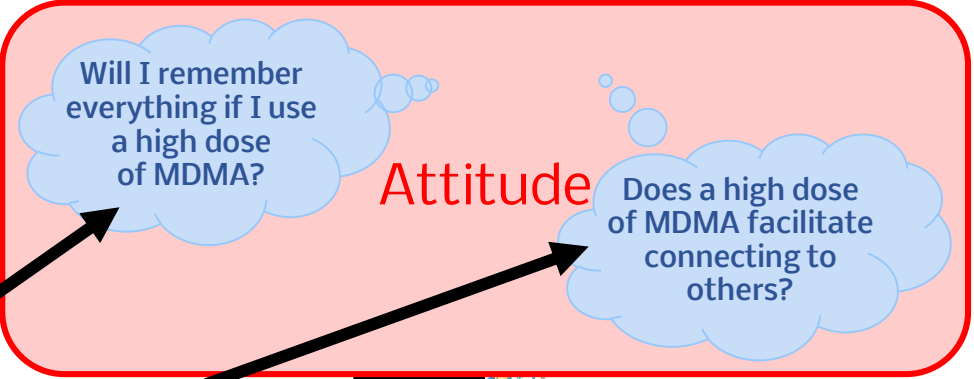 Will I remember
everything if I use
a high dose
of MDMA?
Attitude
Does a high dose
of MDMA facilitate
connecting to
others?